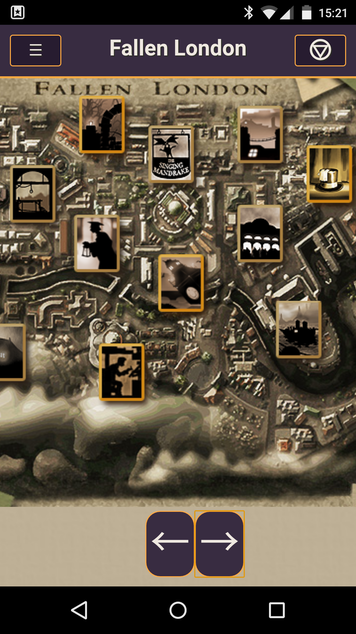 15:21
Fallen London
FALLEN LONDON
THE
SINGING
MANDRAKE